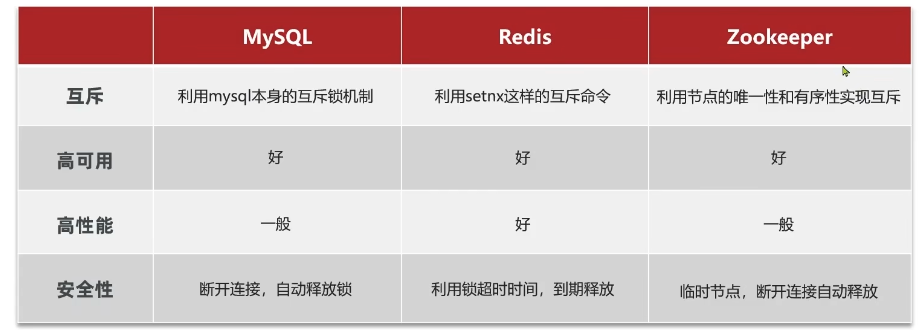 MySQL Redis Zookeeper
互斥 利用mysql本身的互斥锁机制 利用setnx这样的互斥命令 利用节点的唯一性和有序性实现互斥
高可用 好 好 好
高性能 一般 好 一般
安全性 断开连接，自动释放锁 利用锁超时时间，到期释放 临时节点，断开连接自动释放